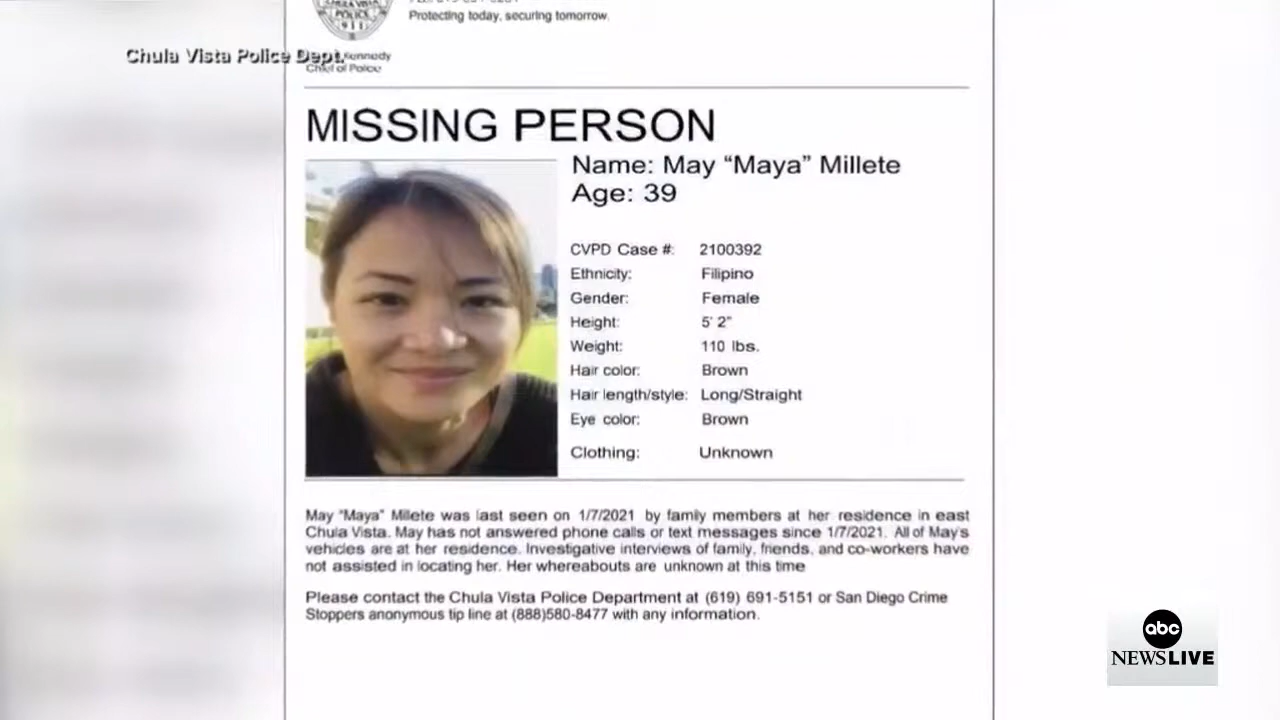 CHULA VISTA
POLICE
911
Protecting today, securing tomorrow.
Chula Vista Police Dept.
Kennedy
Chief of Police
MISSING PERSON
Name: May “Maya” Millete
Age: 39
CVPD Case #: 2100392
Ethnicity: Filipino
Gender: Female
Height: 5' 2"
Weight: 110 lbs.
Hair color: Brown
Hair length/style: Long/Straight
Eye color: Brown
Clothing: Unknown
May “Maya” Millete was last seen on 1/7/2021 by family members at her residence in east
Chula Vista. May has not answered phone calls or text messages since 1/7/2021. All of May's
vehicles are at her residence. Investigative interviews of family, friends, and co-workers have
not assisted in locating her. Her whereabouts are unknown at this time
Please contact the Chula Vista Police Department at (619) 691-5151 or San Diego Crime
Stoppers anonymous tip line at (888)580-8477 with any information.
abc
NEWSLIVE